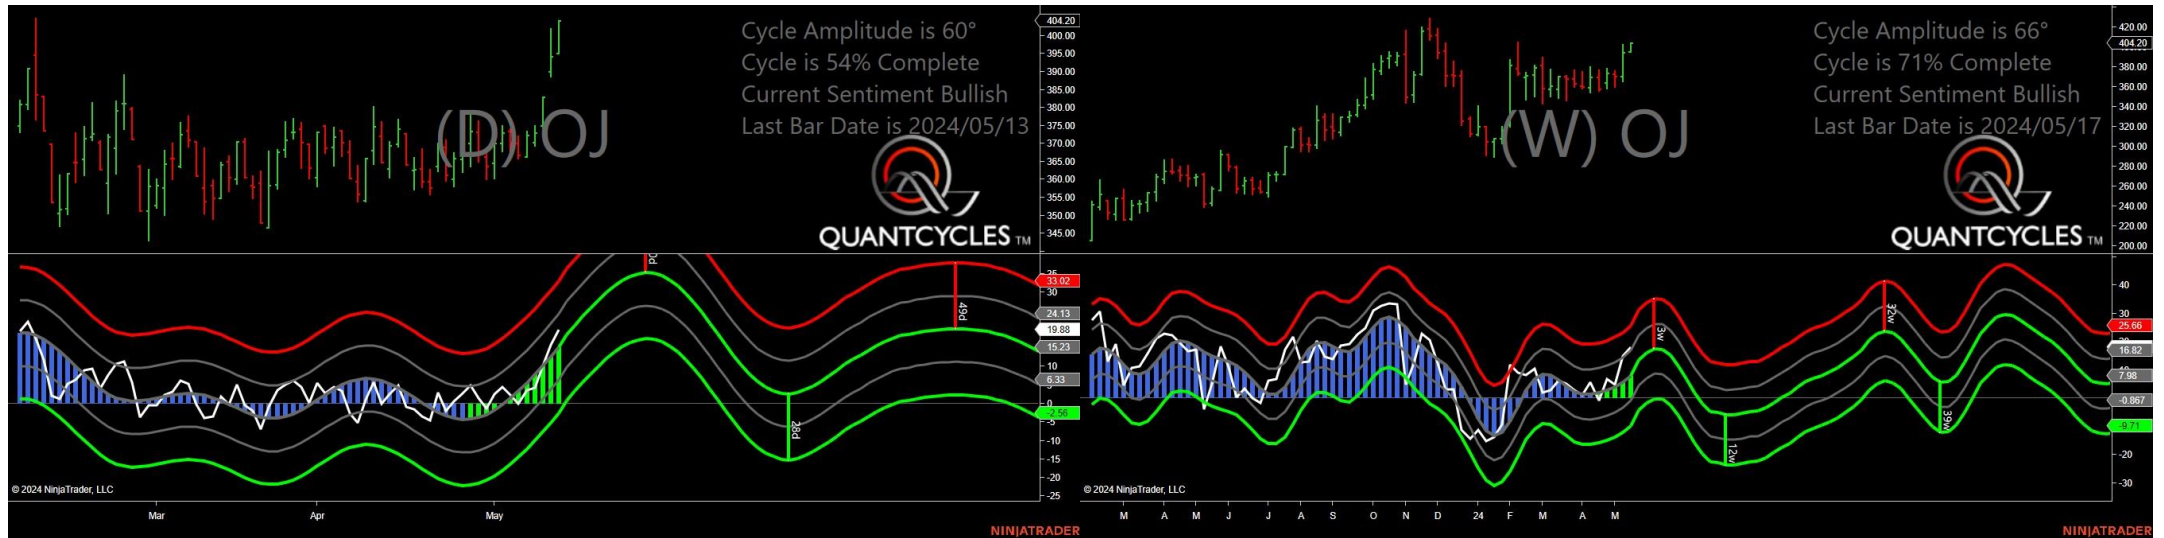 Cycle Amplitude is 60°
Cycle is 54% Complete
Current Sentiment Bullish
Last Bar Date is 2024/05/13
(D) OJ
QUANTCYCLES TM
404.20
400.00
395.00
390.00
385.00
380.00
375.00
370.00
365.00
360.00
355.00
350.00
345.00
35
33.02
30
24.13
19.88
15.23
10
6.33
0
-2.56
-5
-10
-15
-20
-25
49d
28d
© 2024 NinjaTrader, LLC
Mar
Apr
May
NINJATRADER
Cycle Amplitude is 66°
Cycle is 71% Complete
Current Sentiment Bullish
Last Bar Date is 2024/05/17
(W) OJ
QUANTCYCLES TM
420.00
404.20
380.00
360.00
340.00
320.00
300.00
280.00
260.00
240.00
220.00
200.00
40
30
25.66
16.82
7.98
-0.867
-9.71
-20
-30
3w
12w
32w
39w
© 2024 NinjaTrader, LLC
M A M J J A S O N D 24 F M A M
NINJATRADER